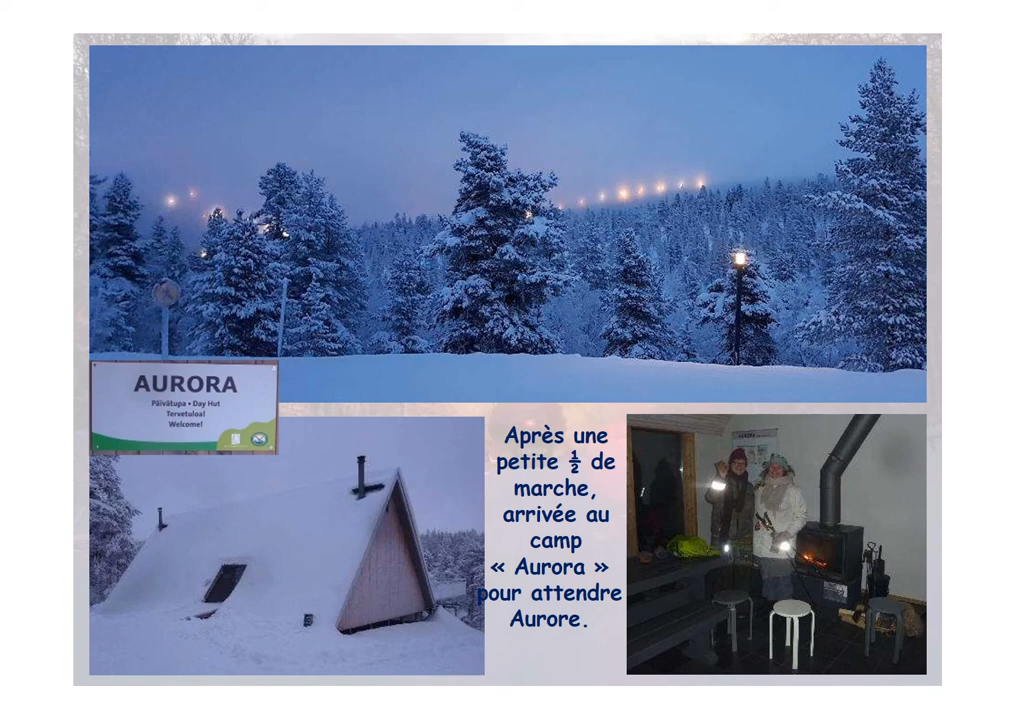 AURORA
Päivätupa • Day Hut
Tervetuloa!
Welcome!
Après une
petite ½ de
marche,
arrivée au
camp
« Aurora »
pour attendre
Aurore.
AURORA